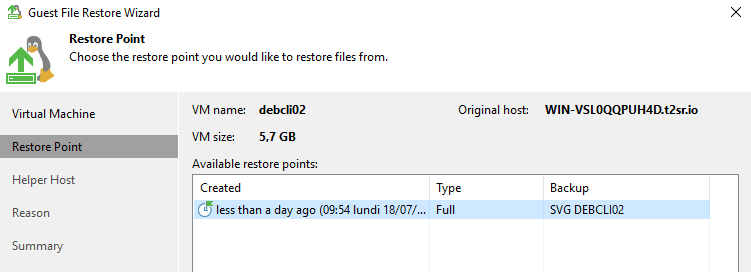 Guest File Restore Wizard
Restore Point
Choose the restore point you would like to restore files from.
Virtual Machine
Restore Point
Helper Host
Reason
Summary
VM name: debcli02 Original host: WIN-VSL0QQPUH4D.t2sr.io
VM size: 5,7 GB
Available restore points:
Created Type Backup
less than a day ago (09:54 lundi 18/07/... Full SVG DEBCLI02